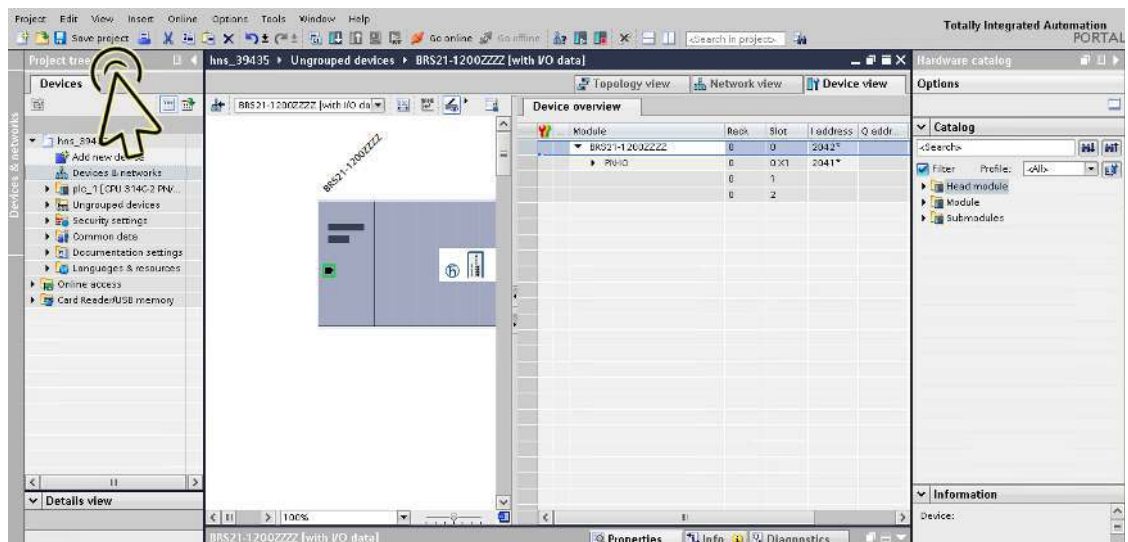 Project Edit View Insert Online Options Tools Window Help
Totally Integrated Automation
PORTAL
Save project
Go online
Go offline
<Search in project>
Project tree
hns_39435 ▸ Ungrouped devices ▸ BRS21-1200ZZZZ [with I/O data]
Hardware catalog
Devices
Topology view
Network view
Device view
Options
BRS21-1200ZZZZ [with I/O da
Device overview
Module Rack Slot I address Q addr...
BRS21-1200ZZZZ 0 0 2042*
PN-IO 0 0 X1 2041*
0 1
0 2
Catalog
<Search>
Filter Profile: <All>
Head module
Module
Submodules
Devices & networks
Add new
Devices & networks
plc_1 [CPU 314C-2 PN/...
Ungrouped devices
Security settings
Common data
Documentation settings
Languages & resources
Online access
Card Reader/USB memory
BRS21-1200ZZZZ
Details view
100%
Information
Device:
BRS21-1200ZZZZ [with I/O data]
Properties
Info
Diagnostics